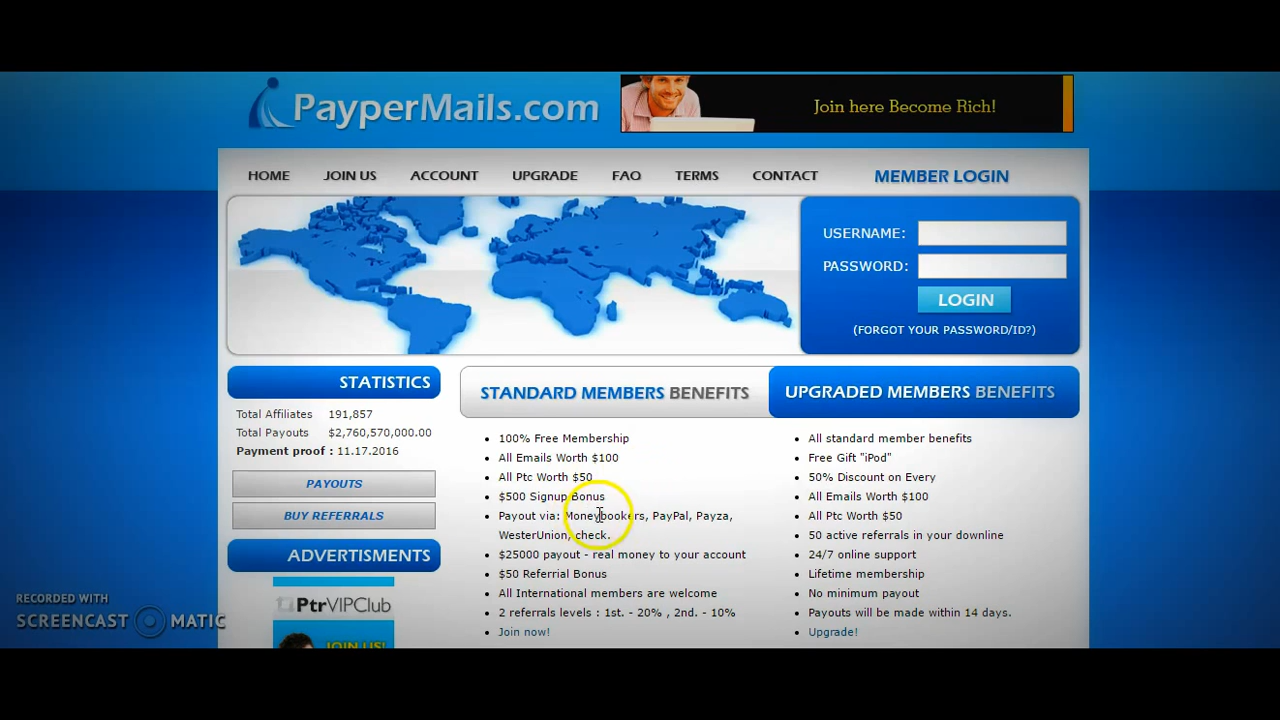 PayperMails.com
Join here Become Rich!
HOME JOIN US ACCOUNT UPGRADE FAQ TERMS CONTACT MEMBER LOGIN
USERNAME:
PASSWORD:
LOGIN
(FORGOT YOUR PASSWORD/ID?)
STATISTICS
Total Affiliates 191,857
Total Payouts $2,760,570,000.00
Payment proof : 11.17.2016
PAYOUTS
BUY REFERRALS
ADVERTISMENTS
PtrVIPClub
JOIN US!
STANDARD MEMBERS BENEFITS
100% Free Membership
All Emails Worth $100
All Ptc Worth $50
$500 Signup Bonus
Payout via: Moneybookers, PayPal, Payza,
WesterUnion, check.
$25000 payout - real money to your account
$50 Referral Bonus
All International members are welcome
2 referrals levels : 1st. - 20% , 2nd. - 10%
Join now!
UPGRADED MEMBERS BENEFITS
All standard member benefits
Free Gift "iPod"
50% Discount on Every
All Emails Worth $100
All Ptc Worth $50
50 active referrals in your downline
24/7 online support
Lifetime membership
No minimum payout
Payouts will be made within 14 days.
Upgrade!
RECORDED WITH
SCREENCAST MATIC